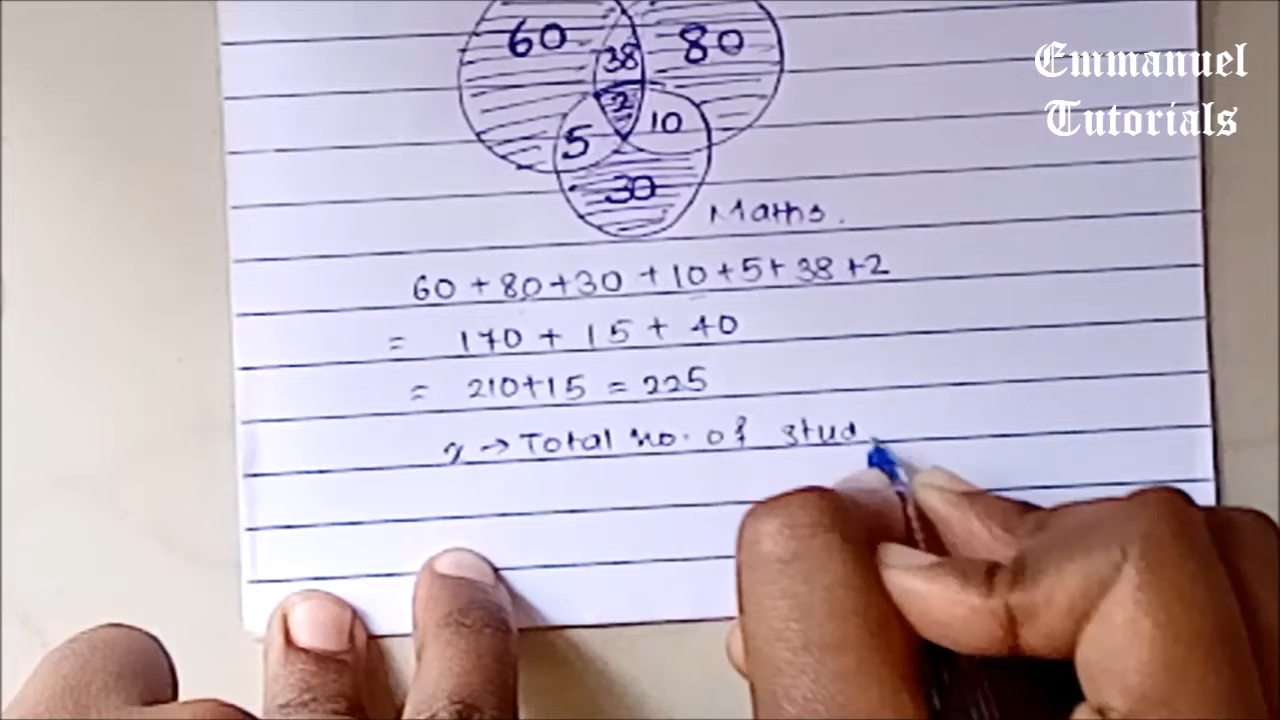 60 38 80
2
5 10
30
Maths.
60 + 80 + 30 + 10 + 5 + 38 + 2
= 170 + 15 + 40
= 210 + 15 = 225
x → Total no. of stud
Emmanuel
Tutorials